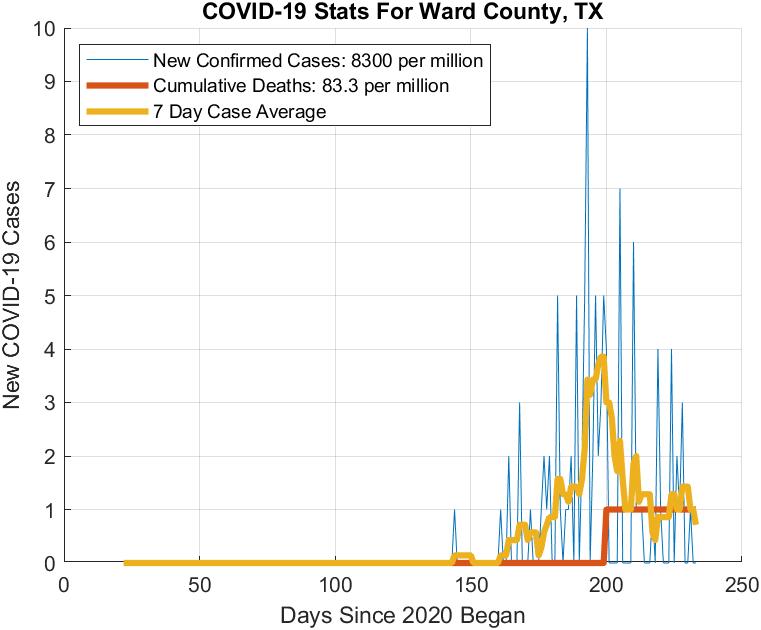 COVID-19 Stats For Ward County, TX
New Confirmed Cases: 8300 per million
Cumulative Deaths: 83.3 per million
7 Day Case Average
New COVID-19 Cases
10
9
8
7
6
5
4
3
2
1
0
0 50 100 150 200 250
Days Since 2020 Began